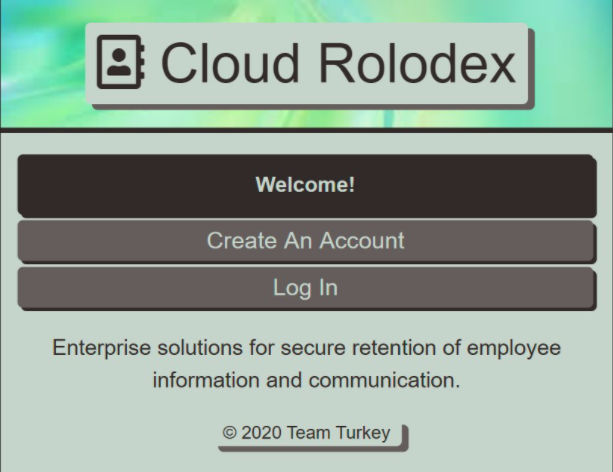 Cloud Rolodex
Welcome!
Create An Account
Log In
Enterprise solutions for secure retention of employee
information and communication.
© 2020 Team Turkey